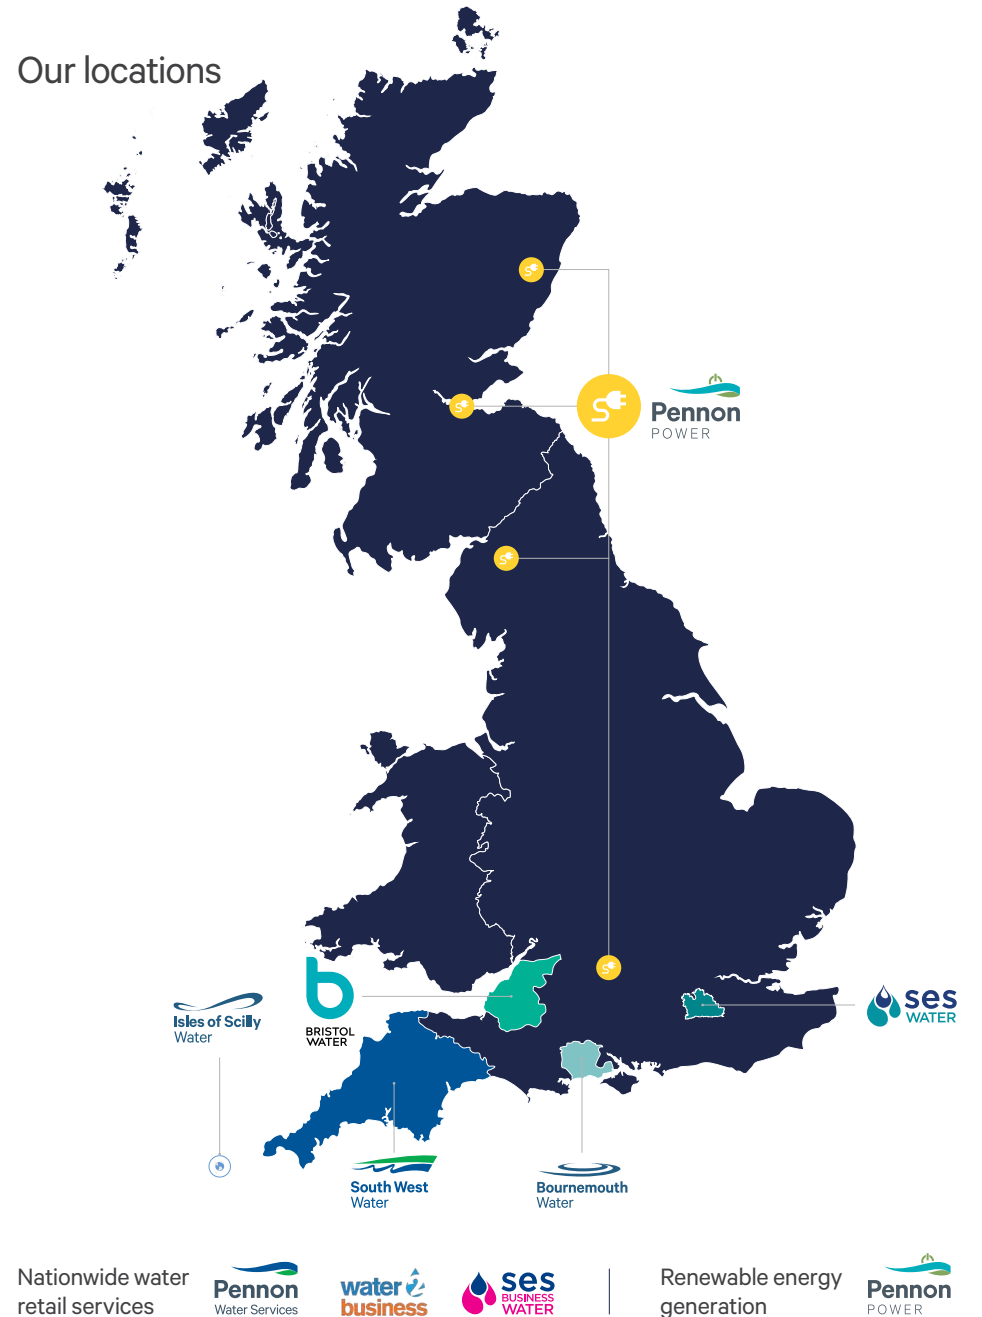 Our locations
Pennon
POWER
Isles of Scilly
Water
BRISTOL
WATER
ses
WATER
South West
Water
Bournemouth
Water
Nationwide water
retail services
Pennon
Water Services
water2
business
ses
BUSINESS
WATER
Renewable energy
generation
Pennon
POWER